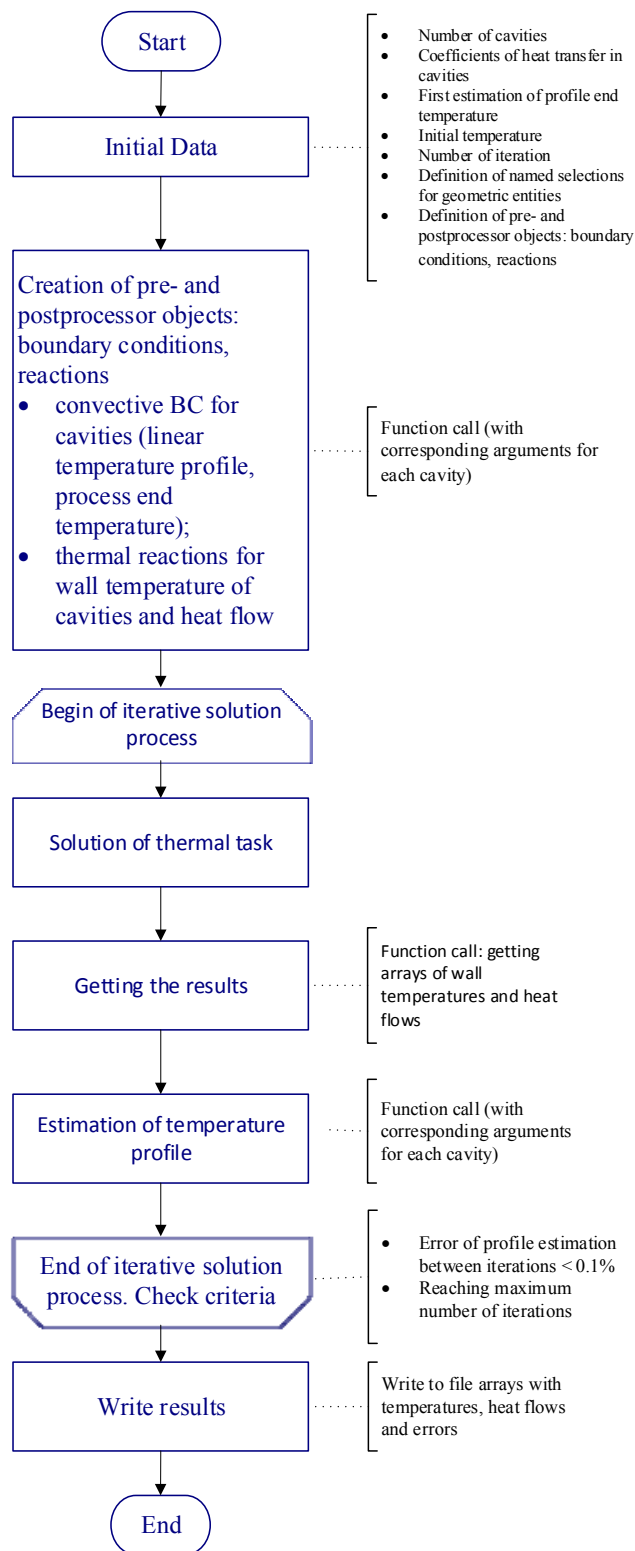 Start
• Number of cavities
• Coefficients of heat transfer in
cavities
• First estimation of profile end
temperature
• Initial temperature
• Number of iteration
• Definition of named selections
for geometric entities
• Definition of pre- and
postprocessor objects: boundary
conditions, reactions
Initial Data
Creation of pre- and
postprocessor objects:
boundary conditions,
reactions
• convective BC for
cavities (linear
temperature profile,
process end
temperature);
• thermal reactions for
wall temperature of
cavities and heat flow
Function call (with
corresponding arguments for
each cavity)
Begin of iterative solution
process
Solution of thermal task
Getting the results
Function call: getting
arrays of wall
temperatures and heat
flows
Estimation of temperature
profile
Function call (with
corresponding arguments
for each cavity)
End of iterative solution
process. Check criteria
• Error of profile estimation
between iterations < 0.1%
• Reaching maximum
number of iterations
Write results
Write to file arrays with
temperatures, heat flows
and errors
End